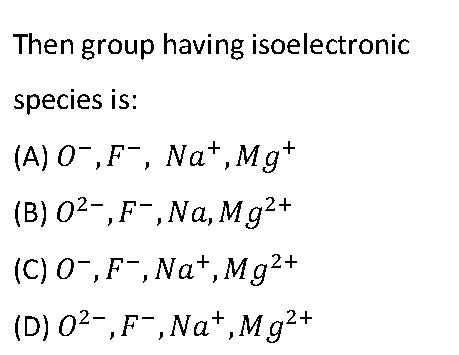 Then group having isoelectronic
species is:
(A) O⁻, F⁻, Na⁺, Mg⁺
(B) O²⁻, F⁻, Na, Mg²⁺
(C) O⁻, F⁻, Na⁺, Mg²⁺
(D) O²⁻, F⁻, Na⁺, Mg²⁺